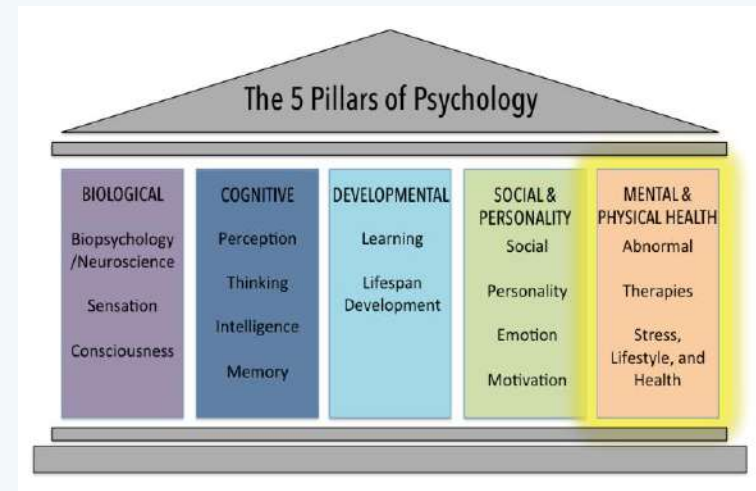 The 5 Pillars of Psychology
BIOLOGICAL
Biopsychology
/Neuroscience
Sensation
Consciousness
COGNITIVE
Perception
Thinking
Intelligence
Memory
DEVELOPMENTAL
Learning
Lifespan
Development
SOCIAL &
PERSONALITY
Social
Personality
Emotion
Motivation
MENTAL &
PHYSICAL HEALTH
Abnormal
Therapies
Stress,
Lifestyle, and
Health